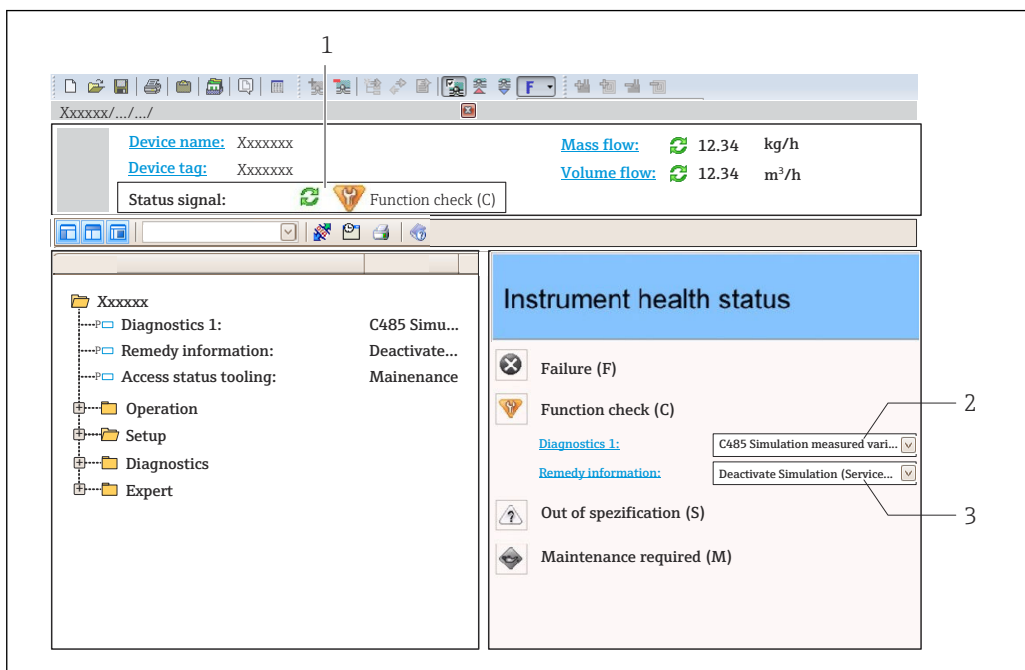 1
F
Xxxxxx/.../.../
Device name: Xxxxxxx
Mass flow: 12.34 kg/h
Device tag: Xxxxxxx
Volume flow: 12.34 m³/h
Status signal: Function check (C)
Xxxxxx
P Diagnostics 1: C485 Simu...
P Remedy information: Deactivate...
P Access status tooling: Mainenance
Operation
Setup
Diagnostics
Expert
Instrument health status
Failure (F)
Function check (C)
Diagnostics 1: C485 Simulation measured vari...
2
Remedy information: Deactivate Simulation (Service...
Out of spezification (S)
3
Maintenance required (M)